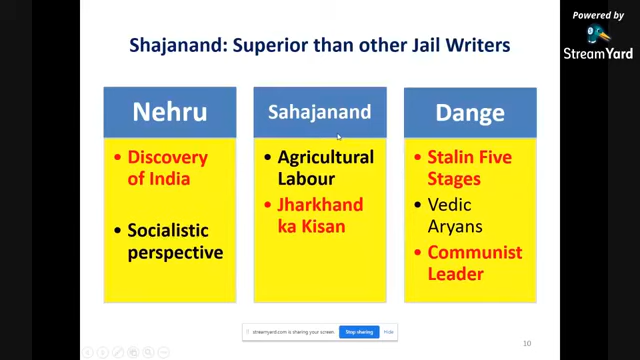 Powered by
StreamYard
Shajanand: Superior than other Jail Writers
Nehru
• Discovery
of India
• Socialistic
perspective
Sahajanand
• Agricultural
Labour
• Jharkhand
ka Kisan
Dange
• Stalin Five
Stages
• Vedic
Aryans
• Communist
Leader
streamyard.com is sharing your screen.
Stop sharing
Hide
10